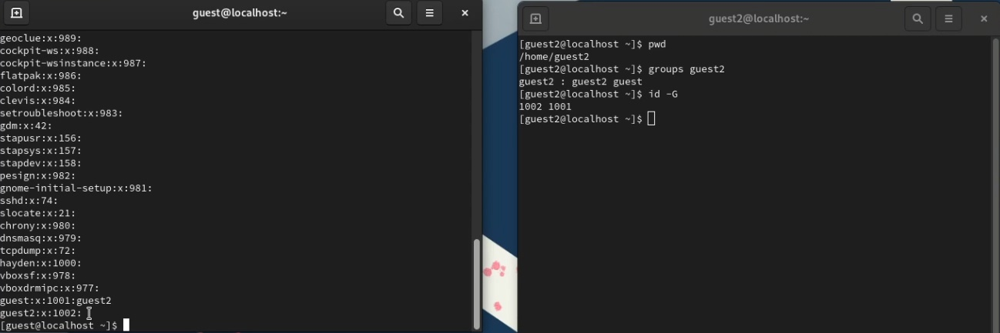 guest@localhost:~
geoclue:x:989:
cockpit-ws:x:988:
cockpit-wsinstance:x:987:
flatpak:x:986:
colord:x:985:
clevis:x:984:
setroubleshoot:x:983:
gdm:x:42:
stapusr:x:156:
stapsys:x:157:
stapdev:x:158:
pesign:x:982:
gnome-initial-setup:x:981:
sshd:x:74:
slocate:x:21:
chrony:x:980:
dnsmasq:x:979:
tcpdump:x:72:
hayden:x:1000:
vboxsf:x:978:
vboxdrmipc:x:977:
guest:x:1001:guest2
guest2:x:1002:
[guest@localhost ~]$
guest2@localhost:~
[guest2@localhost ~]$ pwd
/home/guest2
[guest2@localhost ~]$ groups guest2
guest2 : guest2 guest
[guest2@localhost ~]$ id -G
1002 1001
[guest2@localhost ~]$